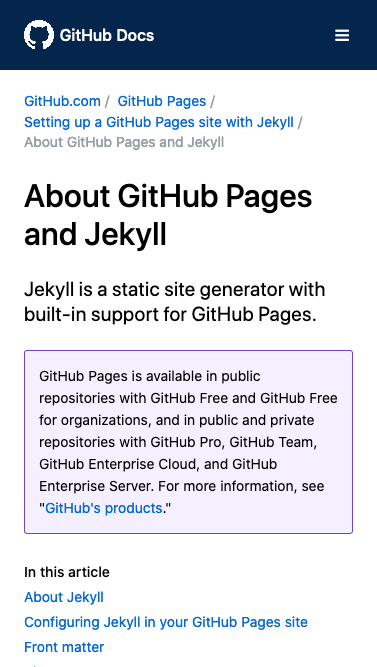 GitHub Docs
GitHub.com / GitHub Pages /
Setting up a GitHub Pages site with Jekyll /
About GitHub Pages and Jekyll
About GitHub Pages
and Jekyll
Jekyll is a static site generator with
built-in support for GitHub Pages.
GitHub Pages is available in public
repositories with GitHub Free and GitHub Free
for organizations, and in public and private
repositories with GitHub Pro, GitHub Team,
GitHub Enterprise Cloud, and GitHub
Enterprise Server. For more information, see
"GitHub's products."
In this article
About Jekyll
Configuring Jekyll in your GitHub Pages site
Front matter